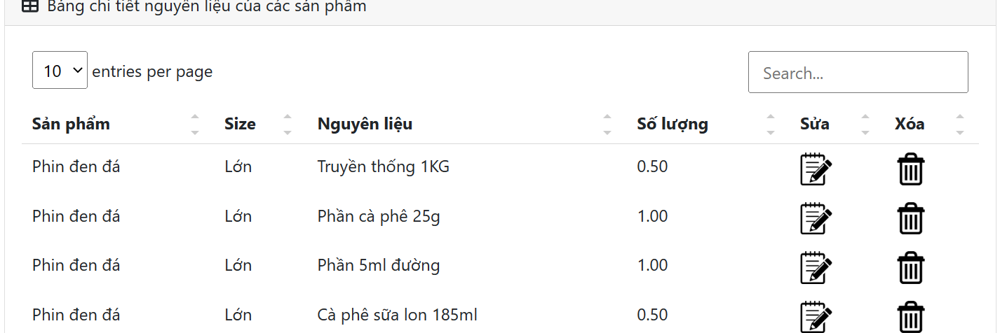 Bảng chi tiết nguyên liệu của các sản phẩm
10 entries per page
Search...
Sản phẩm Size Nguyên liệu Số lượng Sửa Xóa
Phin đen đá Lớn Truyền thống 1KG 0.50
Phin đen đá Lớn Phần cà phê 25g 1.00
Phin đen đá Lớn Phần 5ml đường 1.00
Phin đen đá Lớn Cà phê sữa lon 185ml 0.50